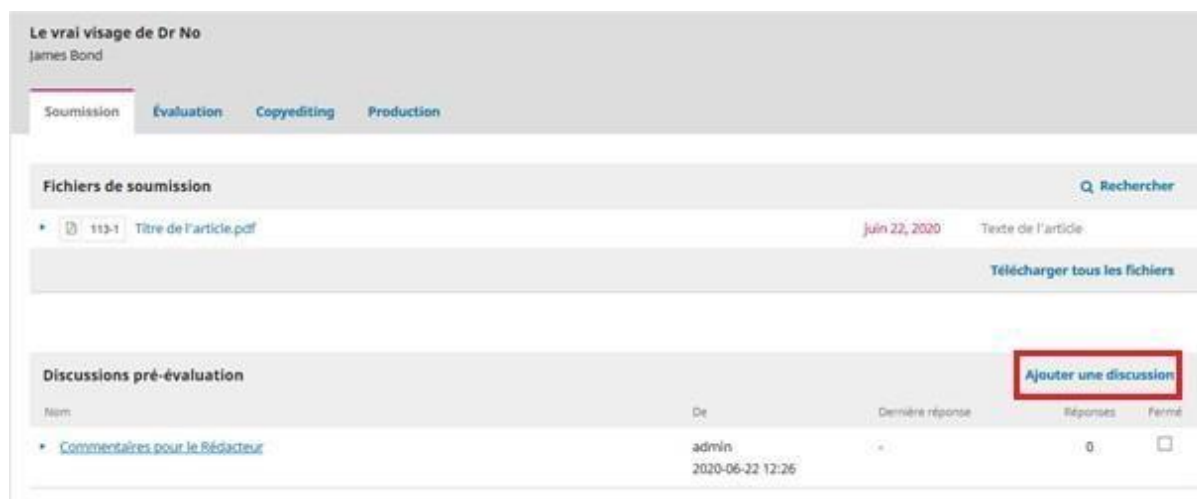 Le vrai visage de Dr No
James Bond
Soumission Évaluation Copyediting Production
Fichiers de soumission Rechercher
113-1 Titre de l'article.pdf juin 22, 2020 Texte de l'article
Télécharger tous les fichiers
Discussions pré-évaluation Ajouter une discussion
Nom De Dernière réponse Réponses Fermé
Commentaires pour le Rédacteur admin - 0
2020-06-22 12:26